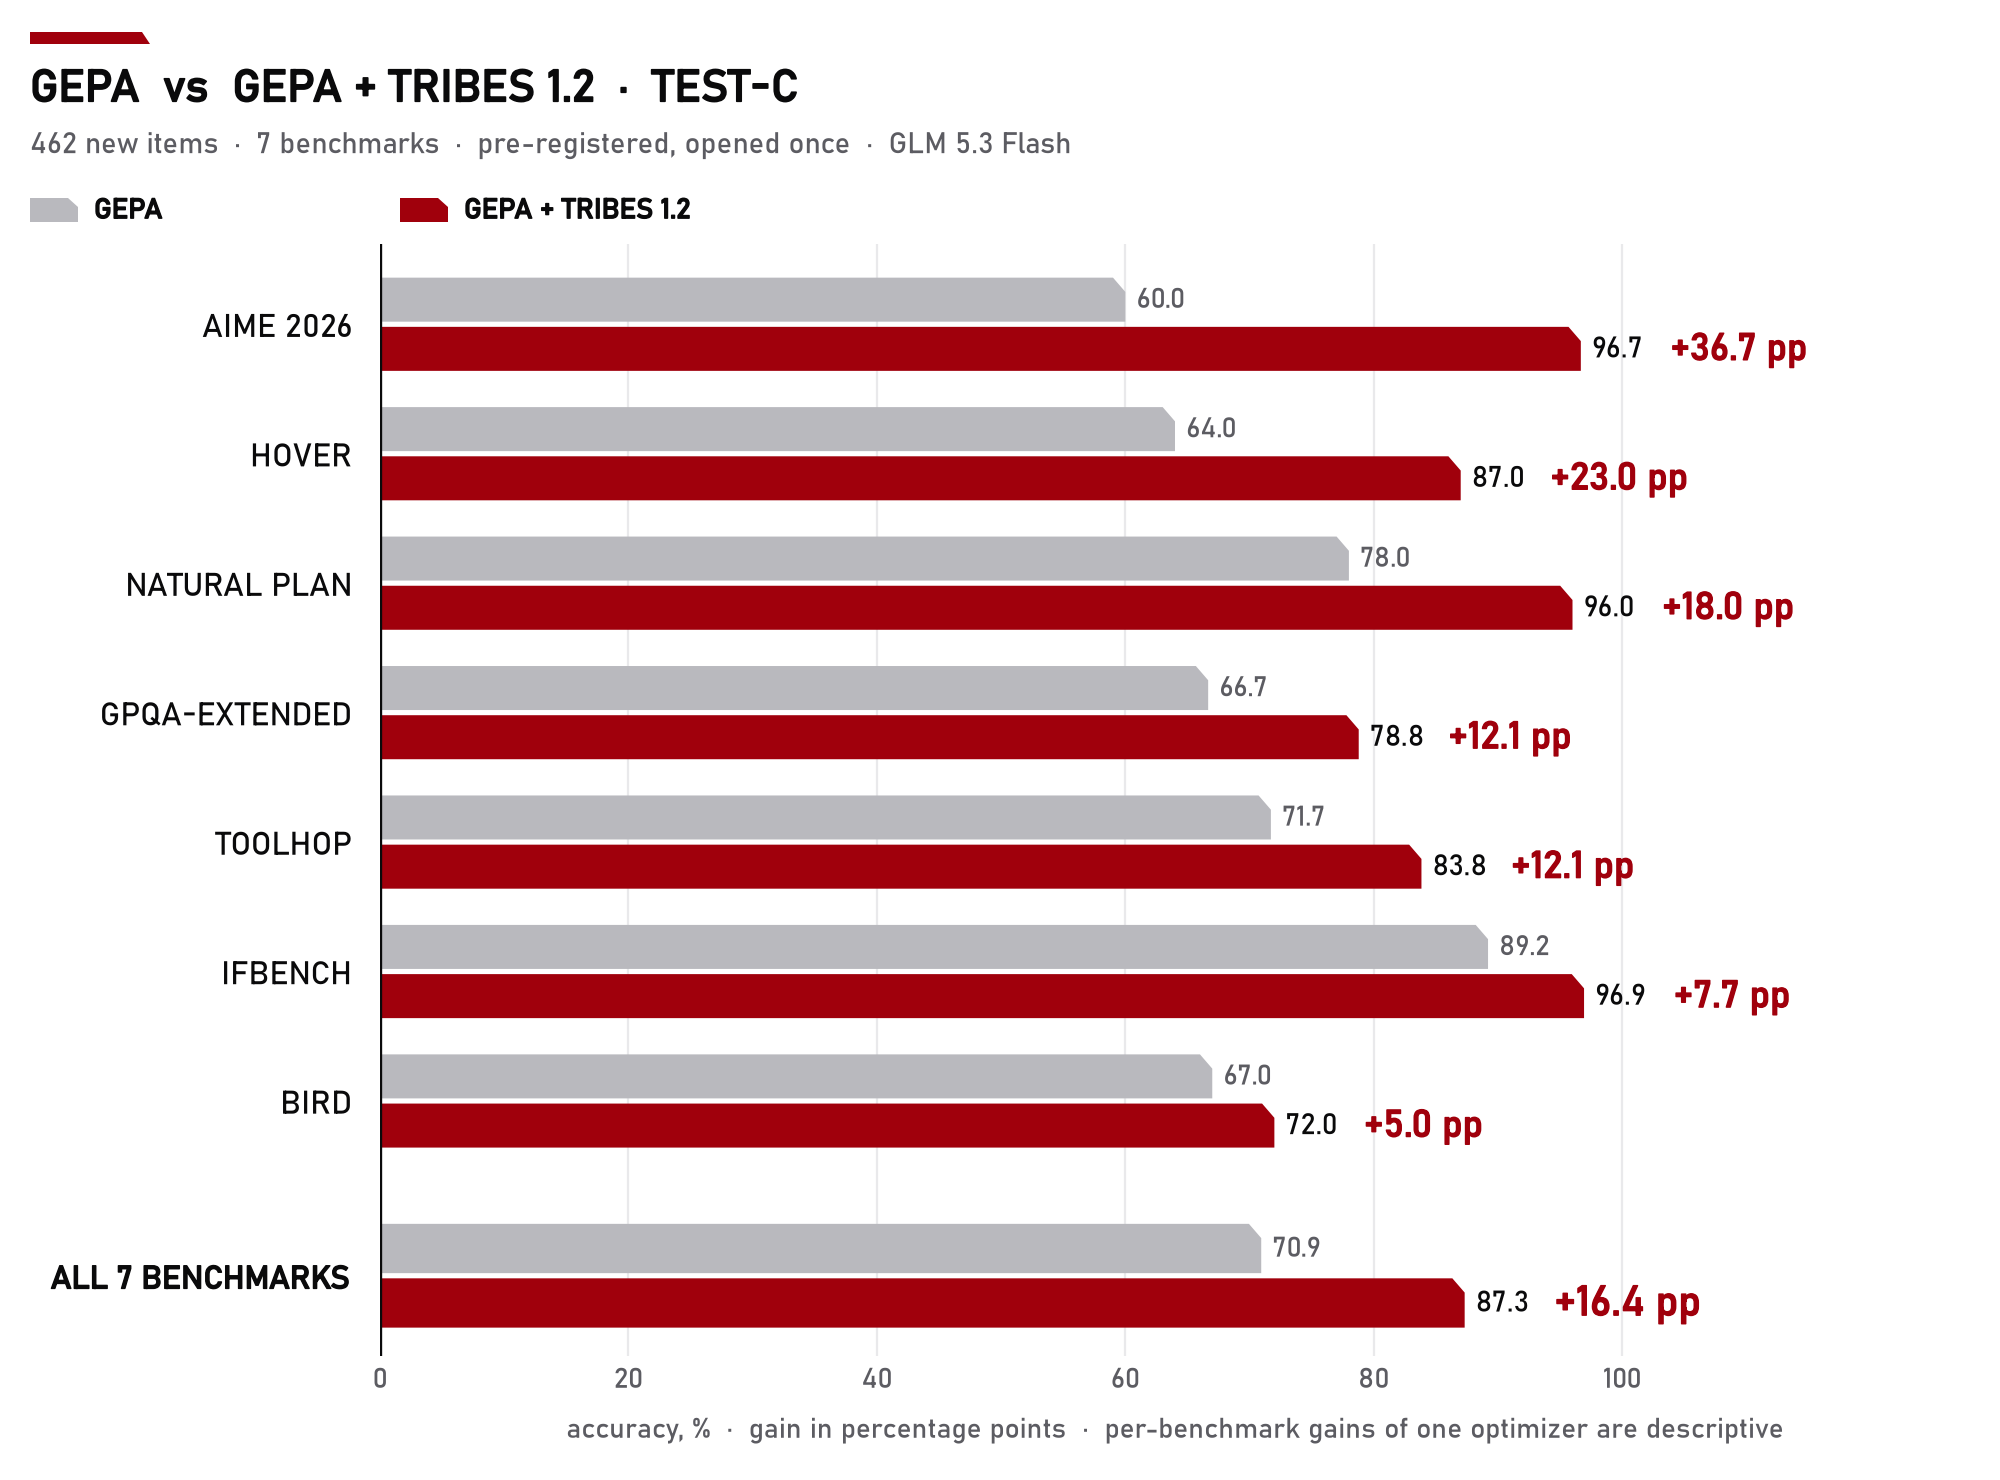 GEPA vs GEPA + TRIBES 1.2 · TEST-C
462 new items · 7 benchmarks · pre-registered, opened once · GLM 5.3 Flash
GEPA
GEPA + TRIBES 1.2
AIME 2026
60.0
96.7 +36.7 pp
HOVER
64.0
87.0 +23.0 pp
NATURAL PLAN
78.0
96.0 +18.0 pp
GPQA-EXTENDED
66.7
78.8 +12.1 pp
TOOLHOP
71.7
83.8 +12.1 pp
IFBENCH
89.2
96.9 +7.7 pp
BIRD
67.0
72.0 +5.0 pp
ALL 7 BENCHMARKS
70.9
87.3 +16.4 pp
0 20 40 60 80 100
accuracy, % · gain in percentage points · per-benchmark gains of one optimizer are descriptive